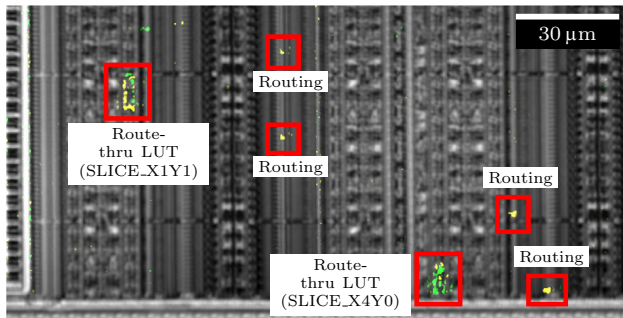 30 µm
Routing
Route-
thru LUT
(SLICE_X1Y1)
Routing
Routing
Route-
thru LUT
(SLICE_X4Y0)
Routing